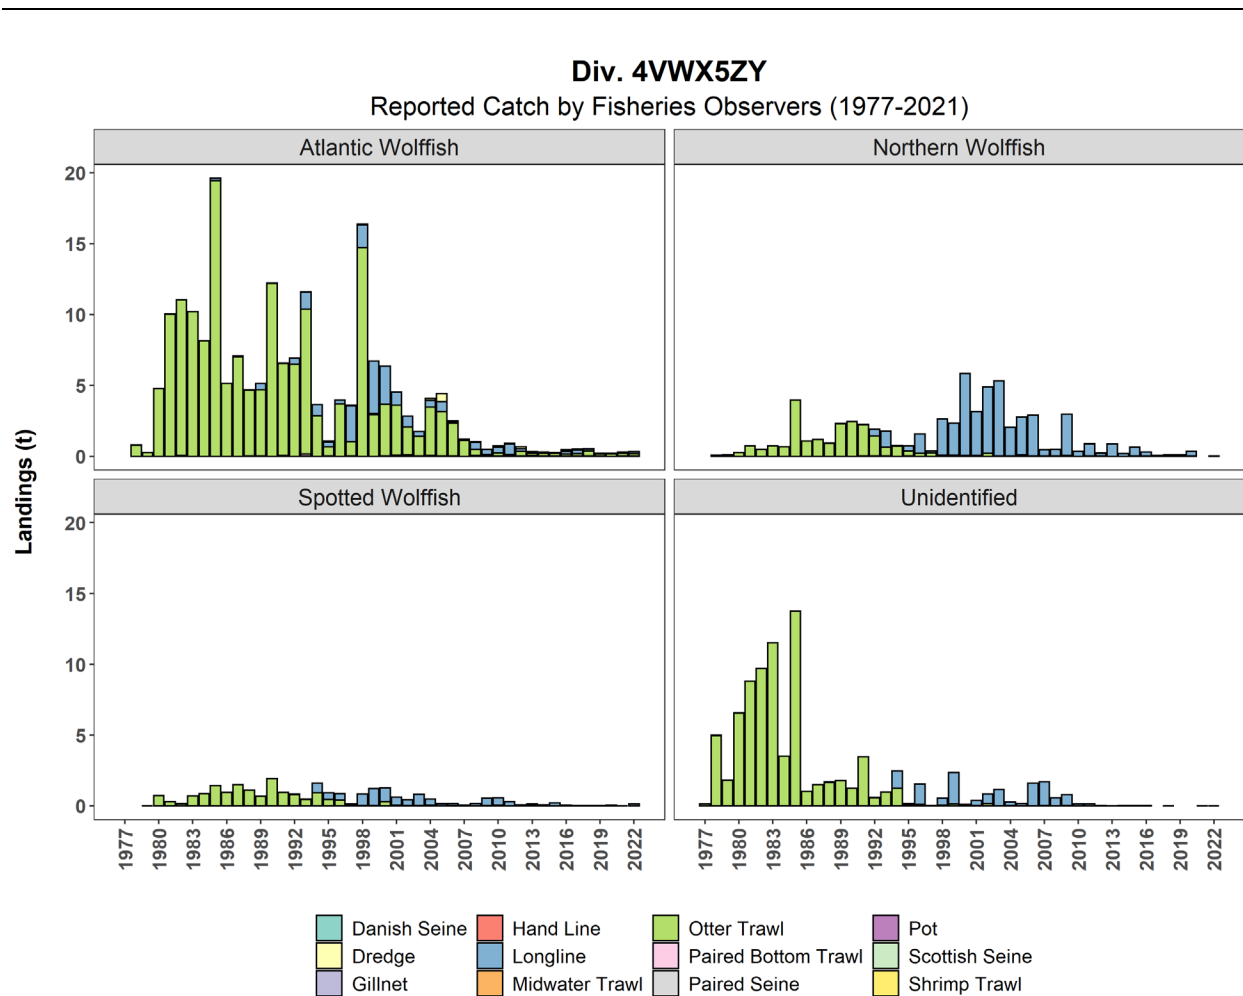 Div. 4VWX5ZY
Reported Catch by Fisheries Observers (1977-2021)
Atlantic Wolffish
Northern Wolffish
20
15
10
5
0
Spotted Wolffish
Unidentified
20
15
10
5
0
Landings (t)
1977 1980 1983 1986 1989 1992 1995 1998 2001 2004 2007 2010 2013 2016 2019 2022
1977 1980 1983 1986 1989 1992 1995 1998 2001 2004 2007 2010 2013 2016 2019 2022
Danish Seine Hand Line Otter Trawl Pot
Dredge Longline Paired Bottom Trawl Scottish Seine
Gillnet Midwater Trawl Paired Seine Shrimp Trawl